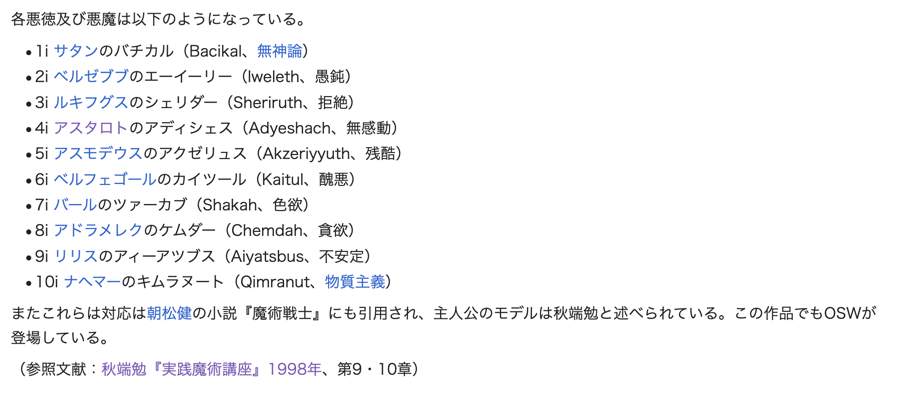 各悪徳及び悪魔は以下のようになっている。
• 1i サタンのバチカル（Bacikal、無神論）
• 2i ベルゼブブのエーイーリー（Iweleth、愚鈍）
• 3i ルキフグスのシェリダー（Sheriruth、拒絶）
• 4i アスタロトのアディシェス（Adyeshach、無感動）
• 5i アスモデウスのアクゼリュス（Akzeriyyuth、残酷）
• 6i ベルフェゴールのカイツール（Kaitul、醜悪）
• 7i バールのツァーカブ（Shakah、色欲）
• 8i アドラメレクのケムダー（Chemdah、貪欲）
• 9i リリスのアィーアツブス（Aiyatsbus、不安定）
• 10i ナヘマーのキムラヌート（Qimranut、物質主義）
またこれらは対応は朝松健の小説『魔術戦士』にも引用され、主人公のモデルは秋端勉と述べられている。この作品でもOSWが
登場している。
（参照文献：秋端勉『実践魔術講座』1998年、第9・10章）